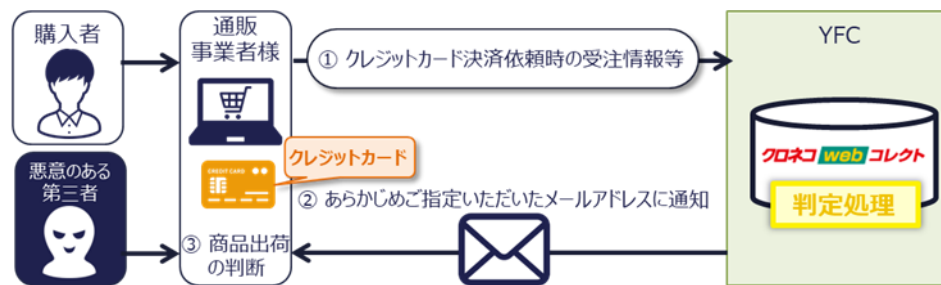 購入者
悪意のある
第三者
通販
事業者様
CREDIT CARD
クレジットカード
③ 商品出荷
の判断
① クレジットカード決済依頼時の受注情報等
② あらかじめご指定いただいたメールアドレスに通知
YFC
クロネコwebコレクト
判定処理